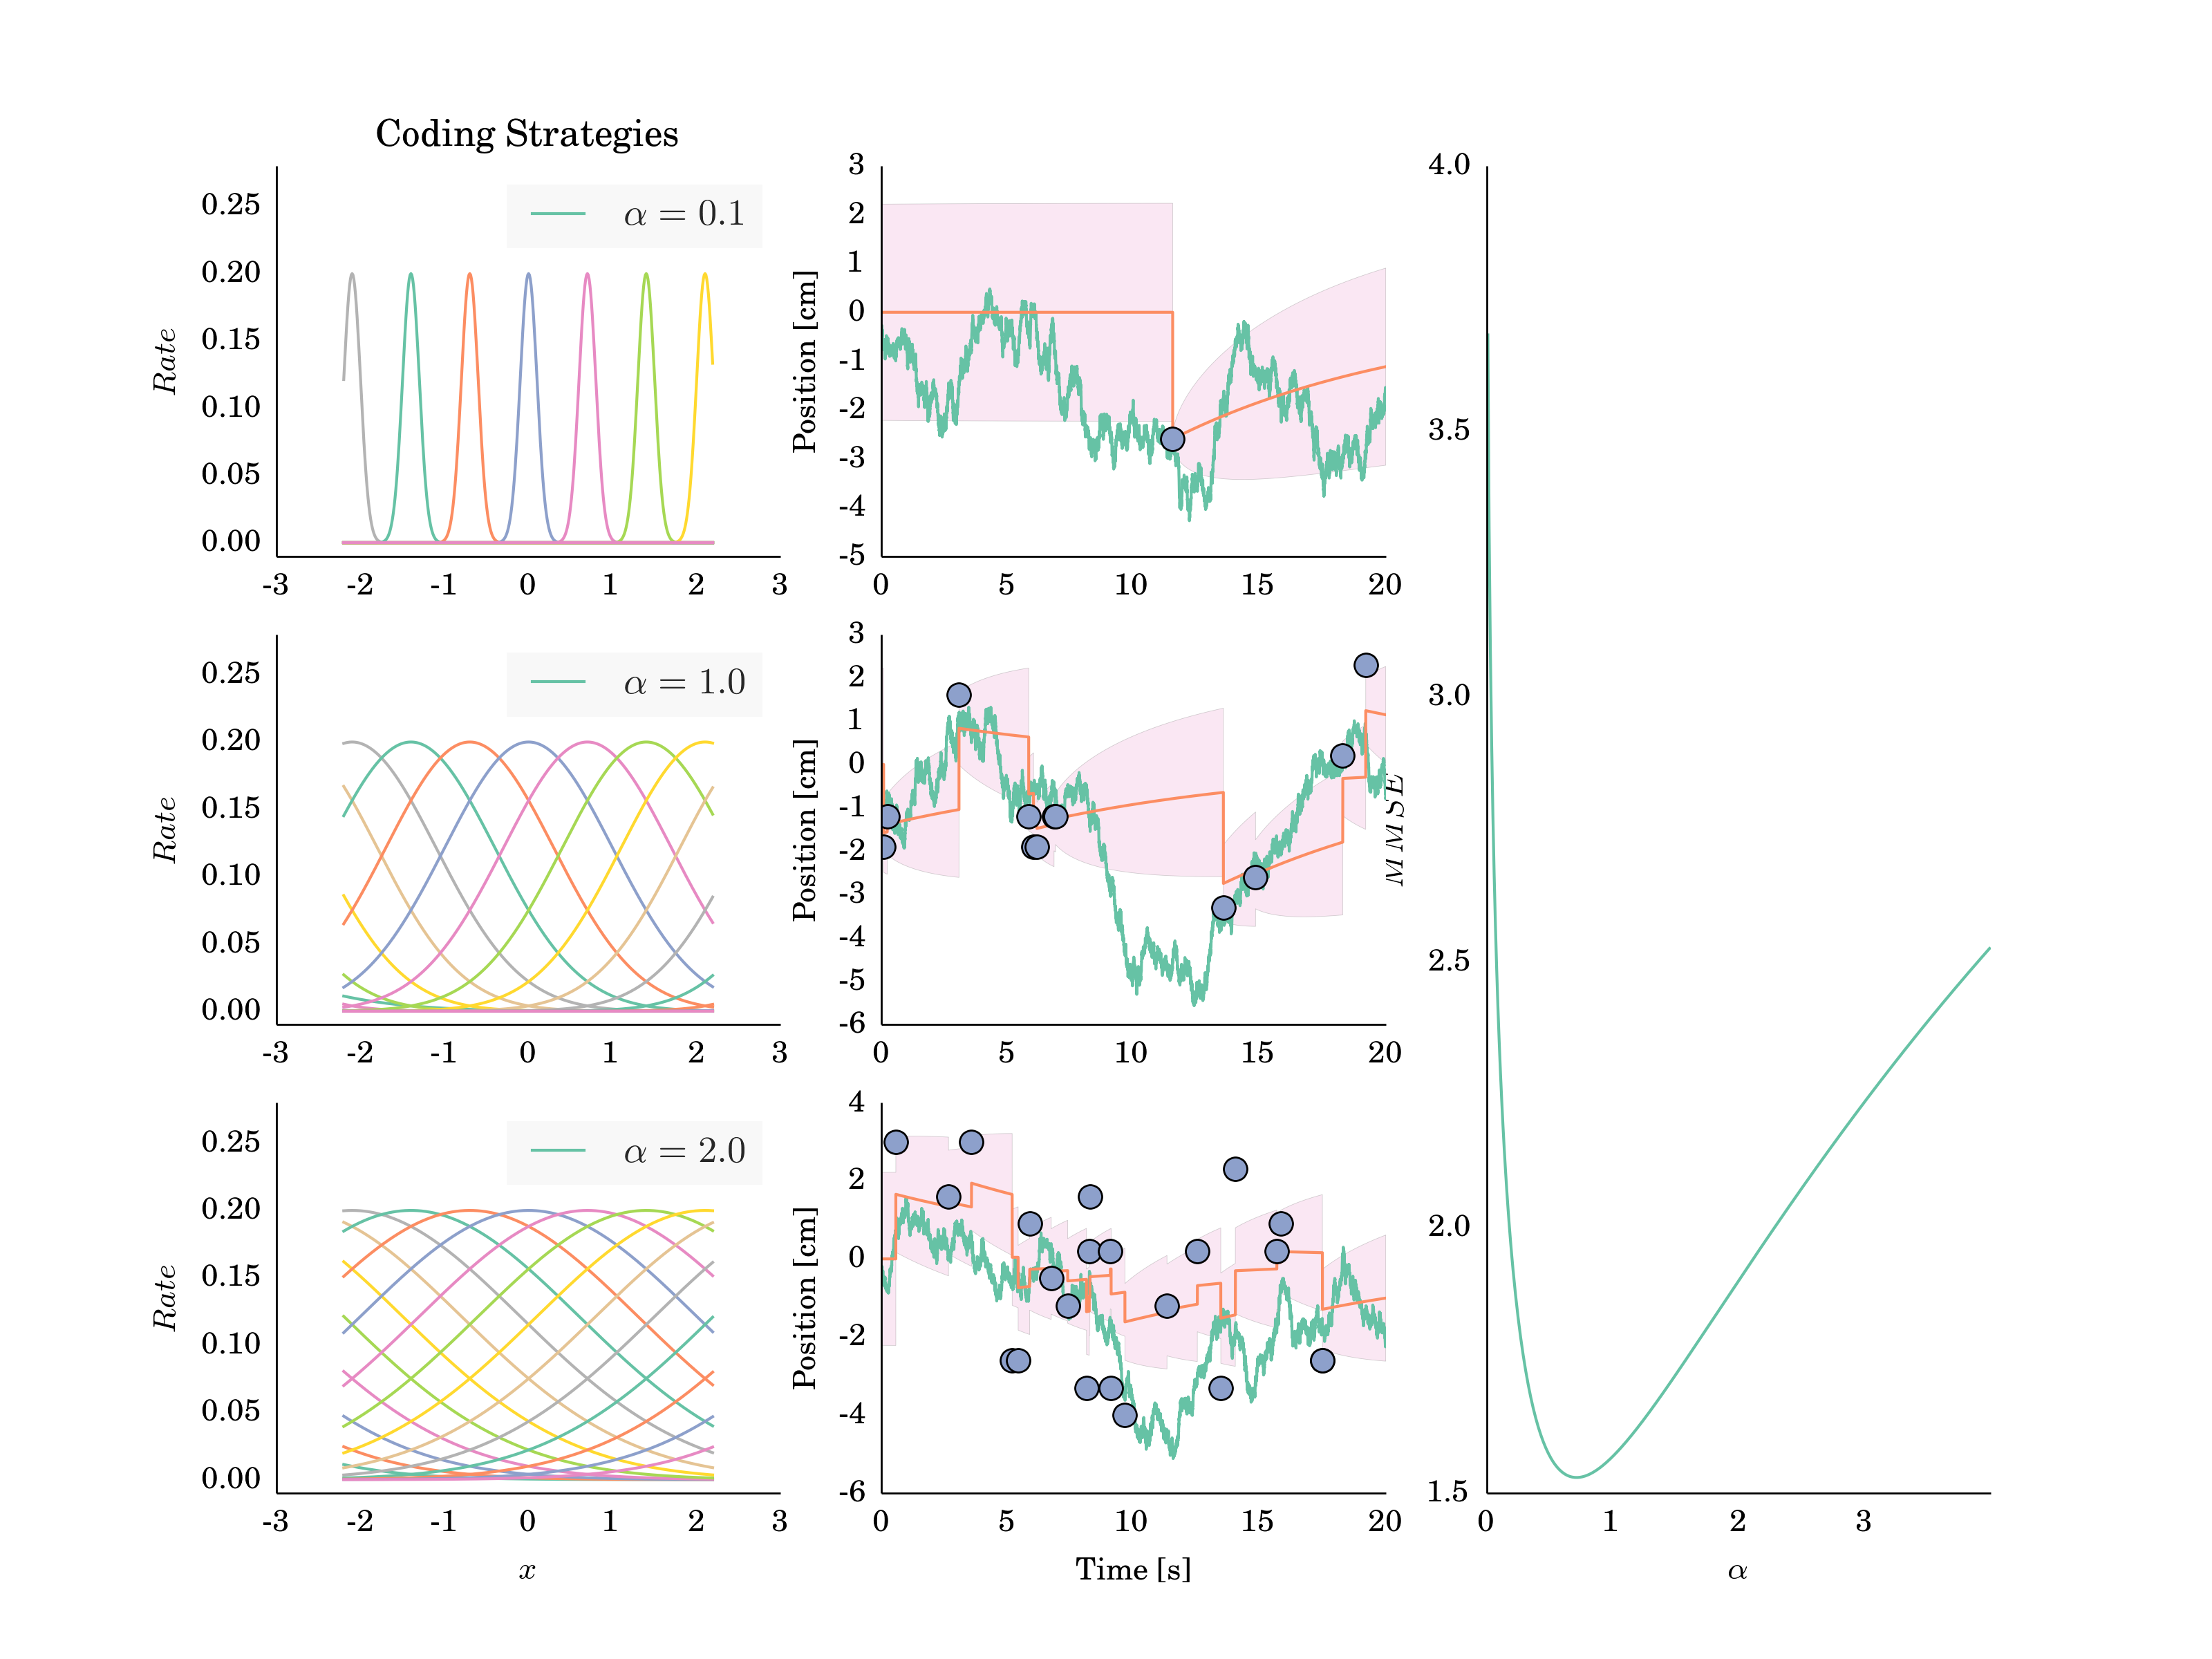 Coding Strategies
0.25
0.20
0.15
0.10
0.05
0.00
Rate
α = 0.1
-3 -2 -1 0 1 2 3
3
2
1
0
-1
-2
-3
-4
-5
Position [cm]
0 5 10 15 20
0.25
0.20
0.15
0.10
0.05
0.00
Rate
α = 1.0
-3 -2 -1 0 1 2 3
3
2
1
0
-1
-2
-3
-4
-5
-6
Position [cm]
0 5 10 15 20
0.25
0.20
0.15
0.10
0.05
0.00
Rate
α = 2.0
-3 -2 -1 0 1 2 3
x
4
2
0
-2
-4
-6
Position [cm]
0 5 10 15 20
Time [s]
4.0
3.5
3.0
2.5
2.0
1.5
MMSE
0 1 2 3
α